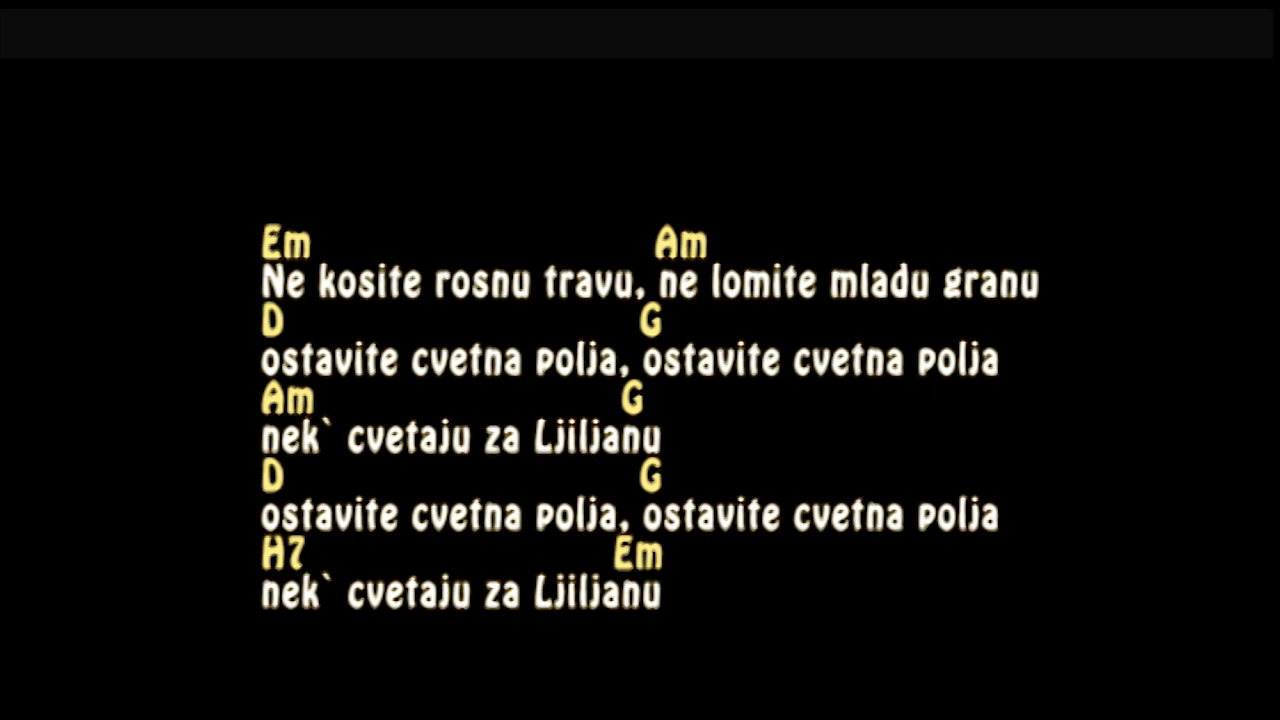 Em Am
Ne kosite rosnu travu, ne lomite mladu granu
D G
ostavite cvetna polja, ostavite cvetna polja
Am G
nek` cvetaju za Ljiljanu
D G
ostavite cvetna polja, ostavite cvetna polja
H7 Em
nek` cvetaju za Ljiljanu